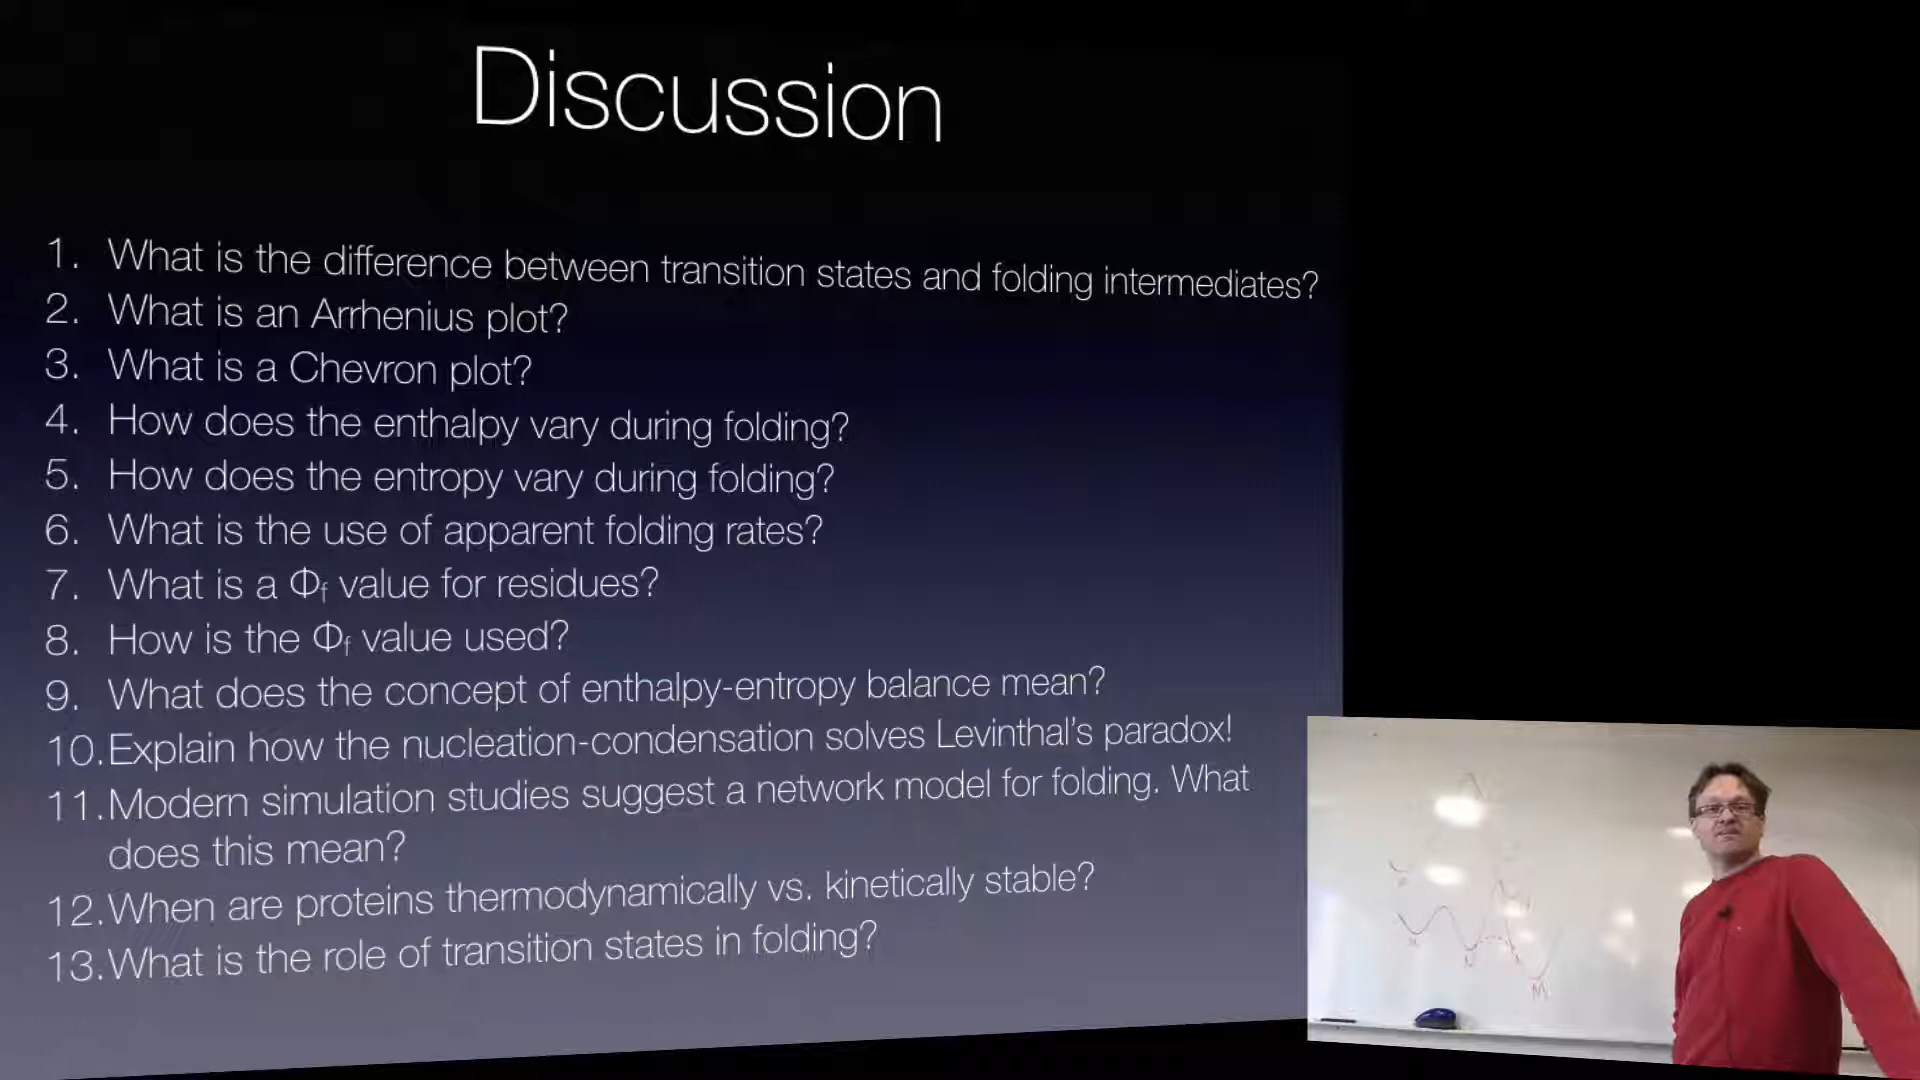 Discussion
1. What is the difference between transition states and folding intermediates?
2. What is an Arrhenius plot?
3. What is a Chevron plot?
4. How does the enthalpy vary during folding?
5. How does the entropy vary during folding?
6. What is the use of apparent folding rates?
7. What is a Φf value for residues?
8. How is the Φf value used?
9. What does the concept of enthalpy-entropy balance mean?
10. Explain how the nucleation-condensation solves Levinthal's paradox!
11. Modern simulation studies suggest a network model for folding. What
does this mean?
12. When are proteins thermodynamically vs. kinetically stable?
13. What is the role of transition states in folding?